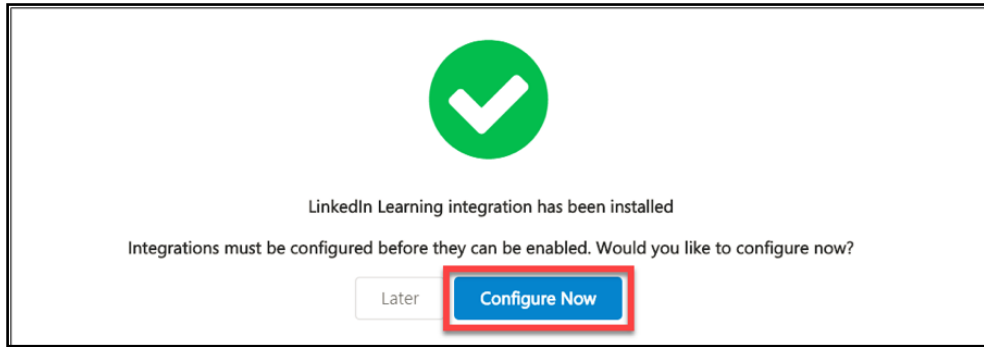 LinkedIn Learning integration has been installed
Integrations must be configured before they can be enabled. Would you like to configure now?
Later
Configure Now